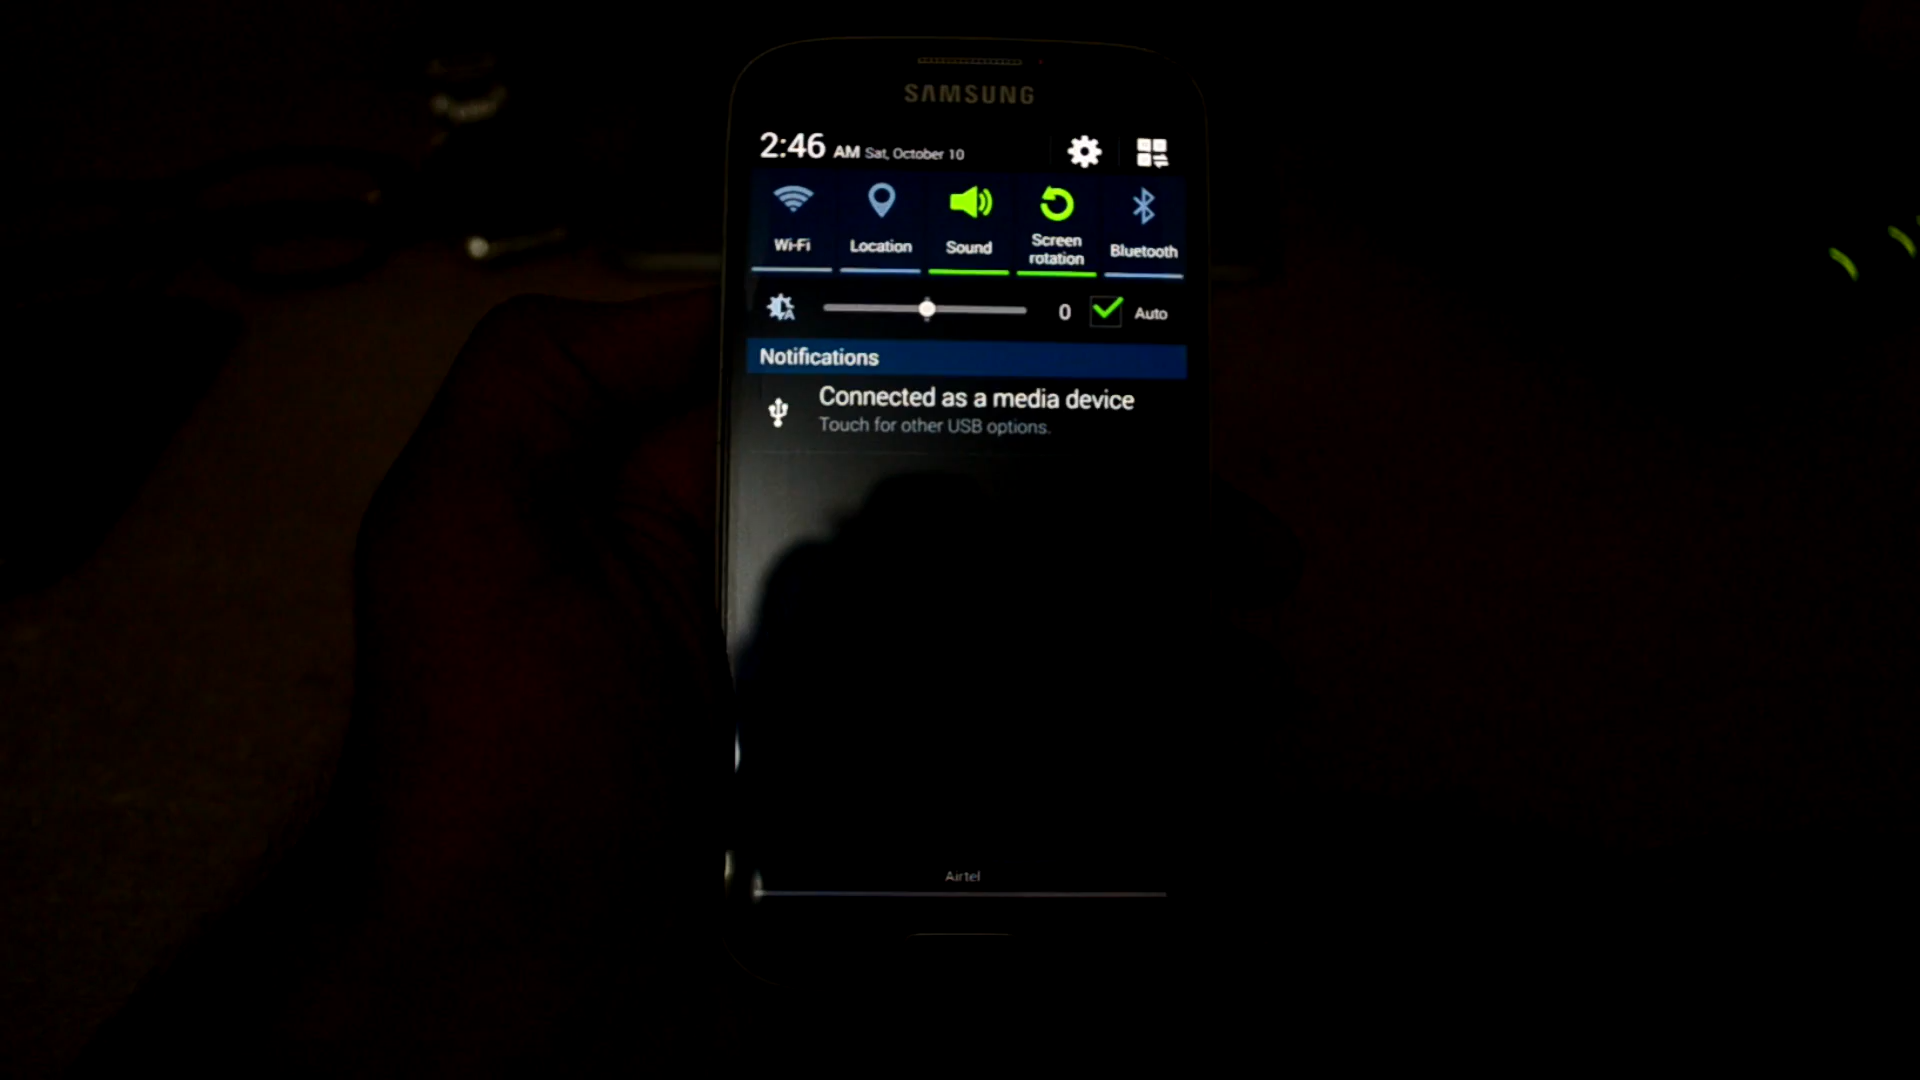 SAMSUNG
2:46 AM Sat, October 10
Wi-Fi
Location
Sound
Screen
rotation
Bluetooth
A
0
Auto
Notifications
Connected as a media device
Touch for other USB options.
Airtel